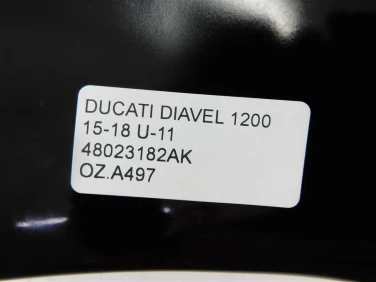 DUCATI DIAVEL 1200
15-18 U-11
48023182AK
OZ.A497